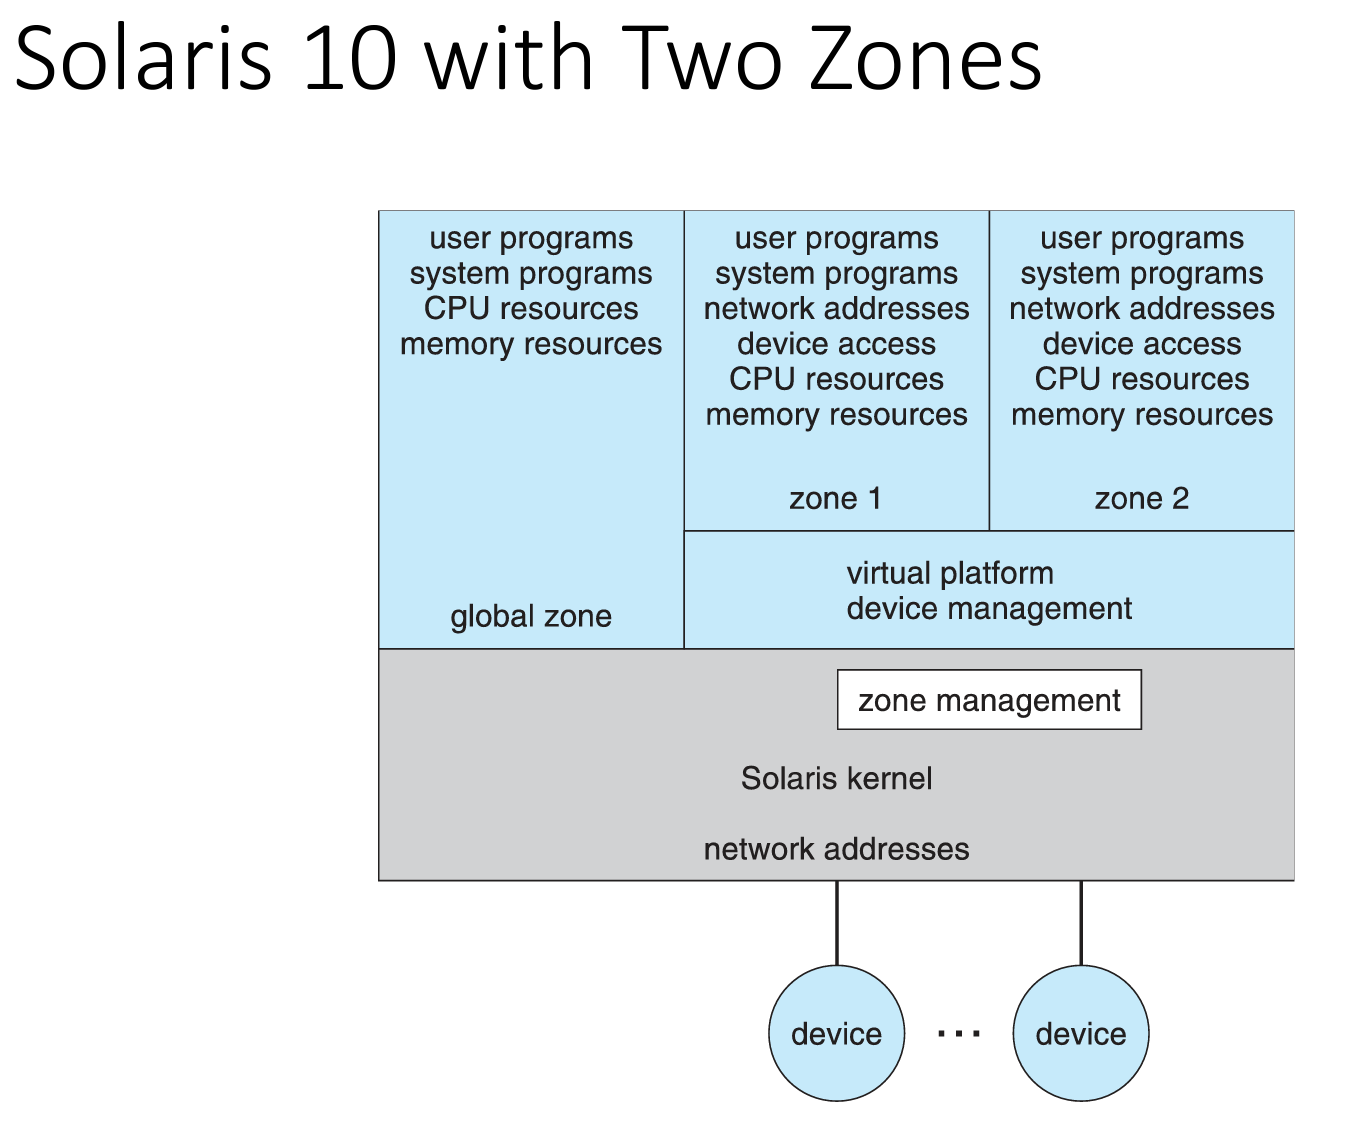 Solaris 10 with Two Zones
user programs
system programs
CPU resources
memory resources
global zone
user programs
system programs
network addresses
device access
CPU resources
memory resources
zone 1
user programs
system programs
network addresses
device access
CPU resources
memory resources
zone 2
virtual platform
device management
zone management
Solaris kernel
network addresses
device
...
device